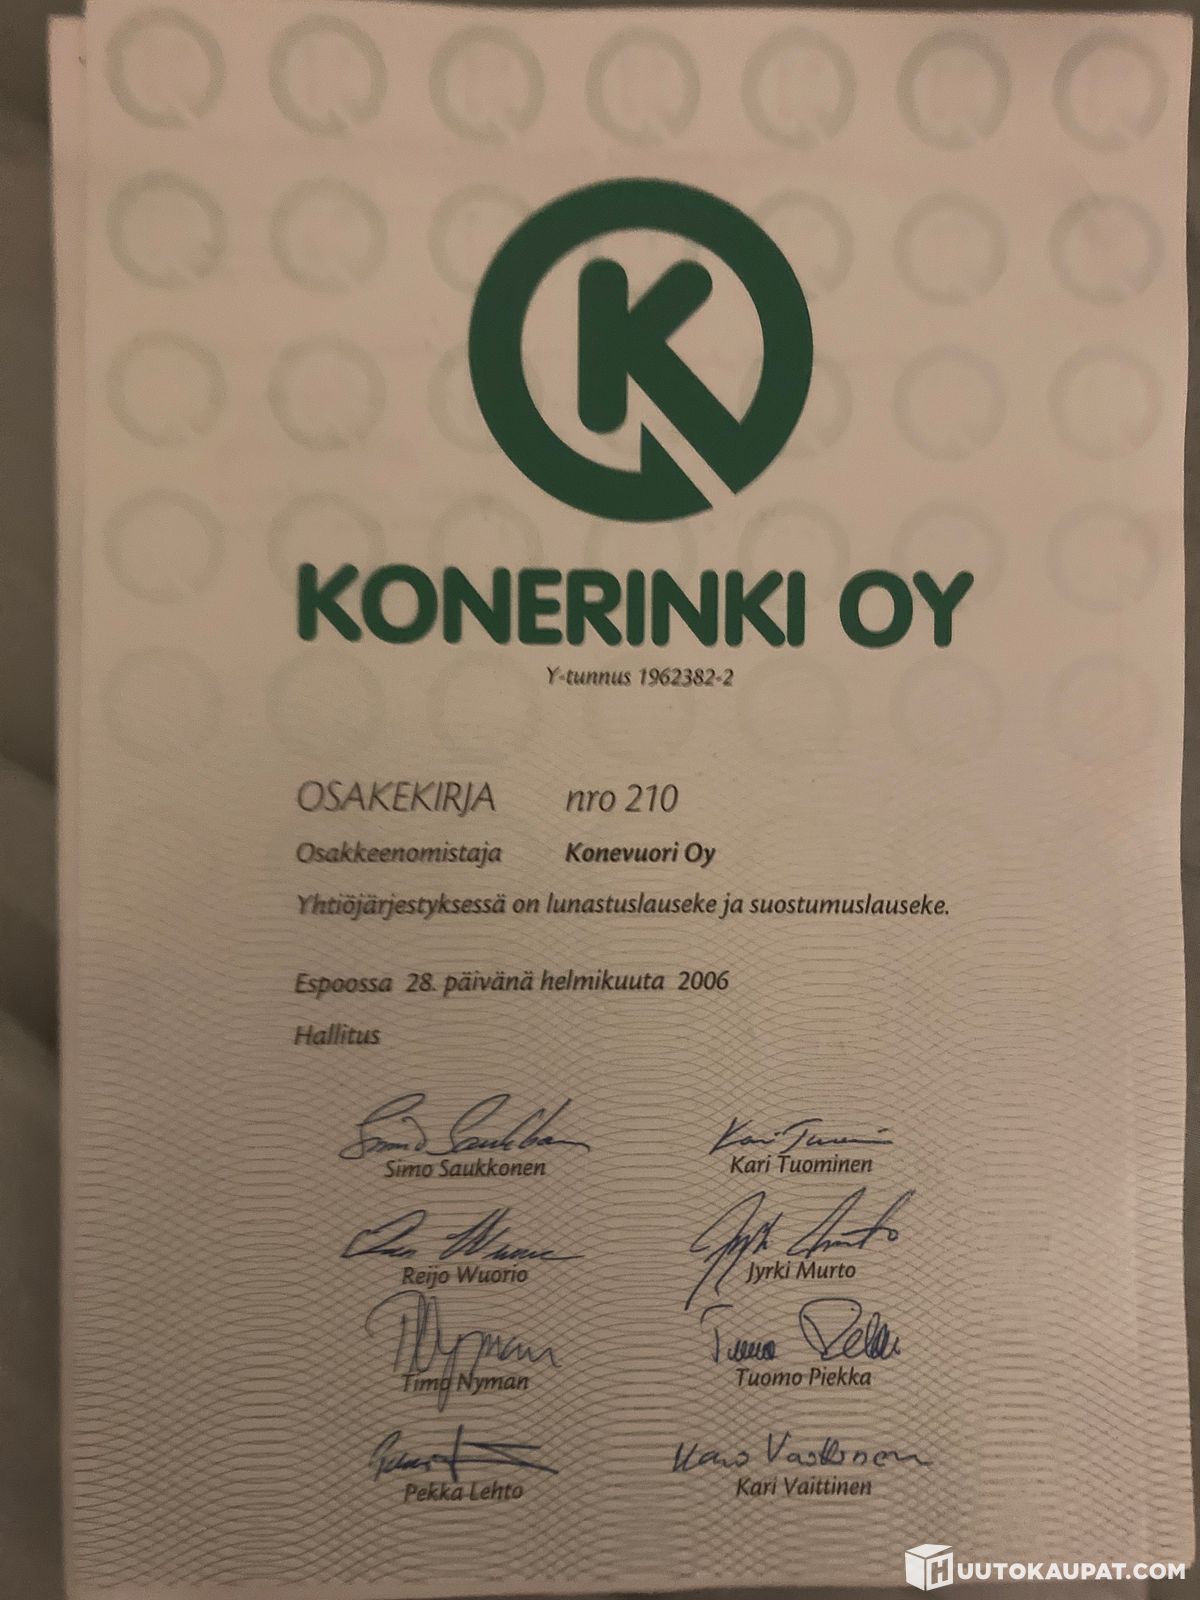 K
KONERINKI OY
Y-tunnus 1962382-2
OSAKEKIRJA nro 210
Osakkeenomistaja Konevuori Oy
Yhtiöjärjestyksessä on lunastuslauseke ja suostumuslauseke.
Espoossa 28. päivänä helmikuuta 2006
Hallitus
Simo Saukkonen Kari Tuominen
Reijo Wuorio Jyrki Murto
Timo Nyman Tuomo Piekka
Pekka Lehto Kari Vaittinen
HUUTOKAUPAT.COM